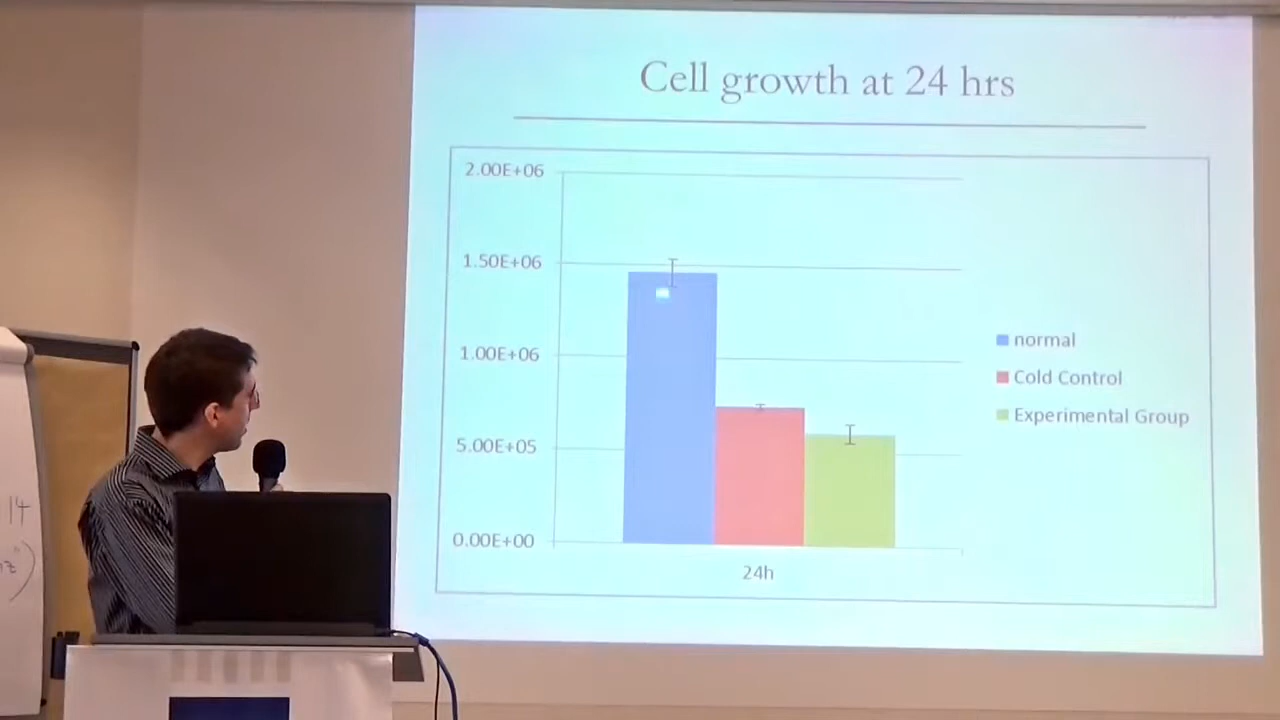 Cell growth at 24 hrs
2.00E+06
1.50E+06
1.00E+06
5.00E+05
0.00E+00
24h
normal
Cold Control
Experimental Group
14